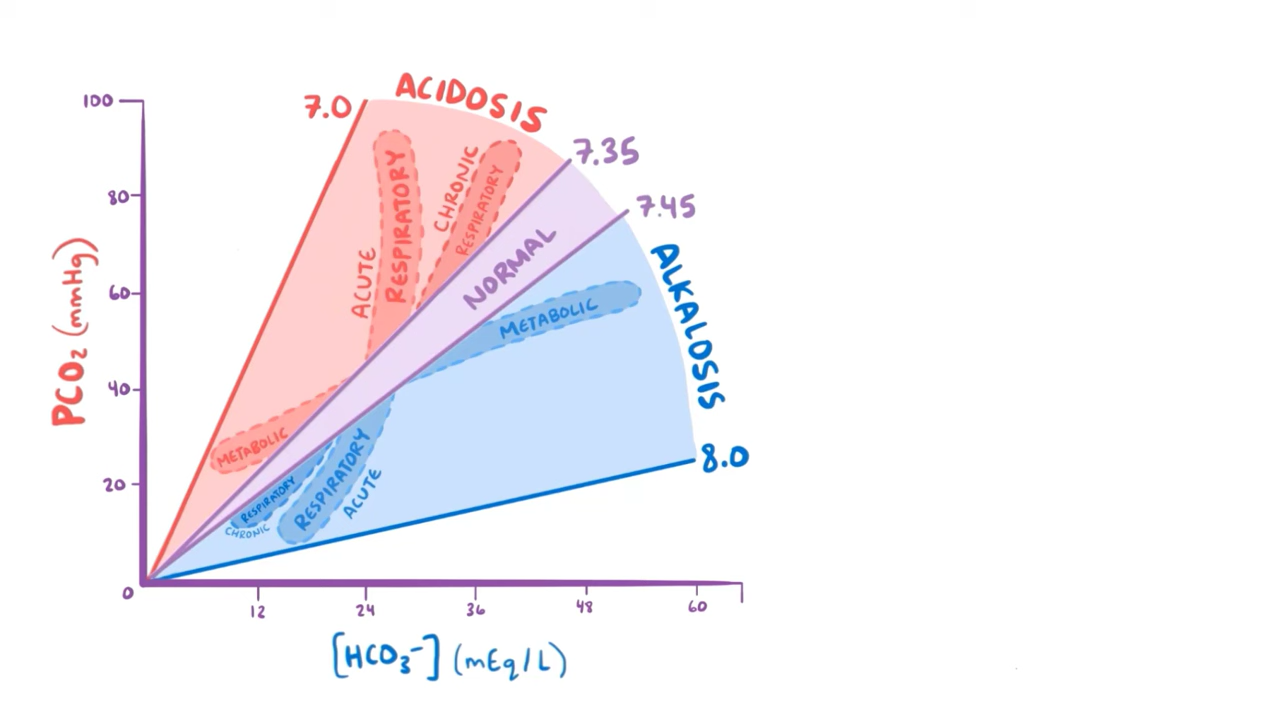 ACIDOSIS
7.0
7.35
7.45
ALKALOSIS
8.0
100
80
60
40
20
0
PCO₂ (mmHg)
ACUTE
RESPIRATORY
CHRONIC
RESPIRATORY
NORMAL
METABOLIC
METABOLIC
RESPIRATORY
CHRONIC
RESPIRATORY
ACUTE
12
24
36
48
60
[HCO₃⁻] (mEq/L)